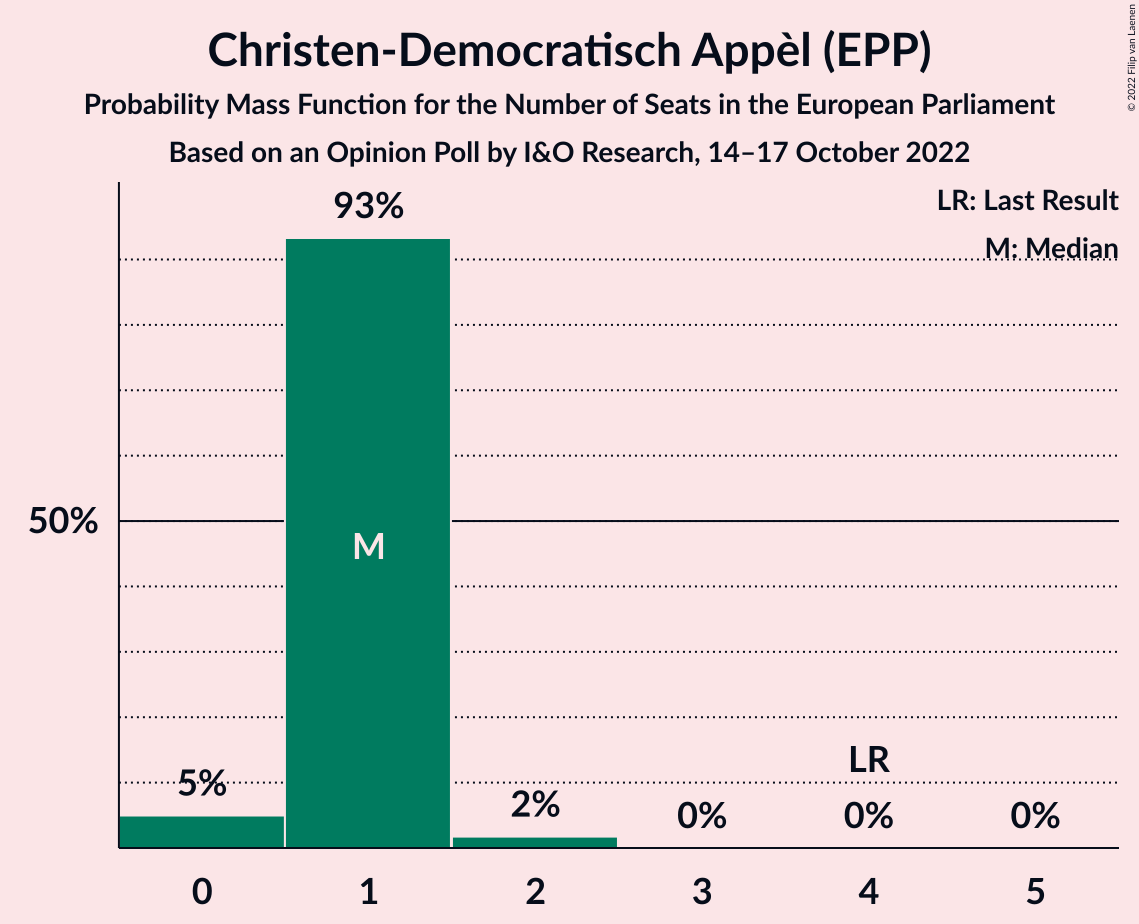 Christen-Democratisch Appèl (EPP)
Probability Mass Function for the Number of Seats in the European Parliament
Based on an Opinion Poll by I&O Research, 14–17 October 2022
© 2022 Filip van Laenen
LR: Last Result
M: Median
93%
50%
M
5%
2%
0%
LR
0%
0%
0 1 2 3 4 5